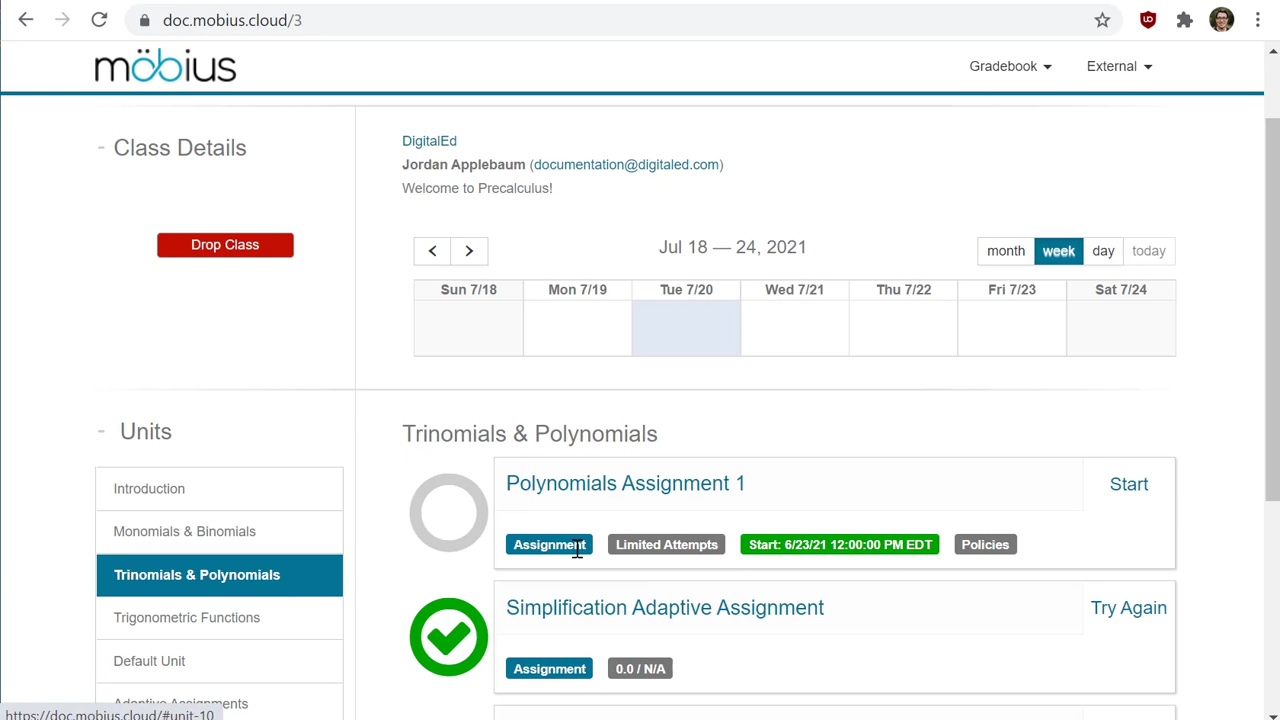 doc.mobius.cloud/3
möbius
Gradebook
External
- Class Details
Drop Class
DigitalEd
Jordan Applebaum (documentation@digitaled.com)
Welcome to Precalculus!
< > Jul 18 — 24, 2021 month week day today
Sun 7/18 Mon 7/19 Tue 7/20 Wed 7/21 Thu 7/22 Fri 7/23 Sat 7/24
- Units
Introduction
Monomials & Binomials
Trinomials & Polynomials
Trigonometric Functions
Default Unit
Adaptive Assignments
Trinomials & Polynomials
Polynomials Assignment 1 Start
Assignment Limited Attempts Start: 6/23/21 12:00:00 PM EDT Policies
Simplification Adaptive Assignment Try Again
Assignment 0.0 / N/A
https://doc.mobius.cloud/#unit-10